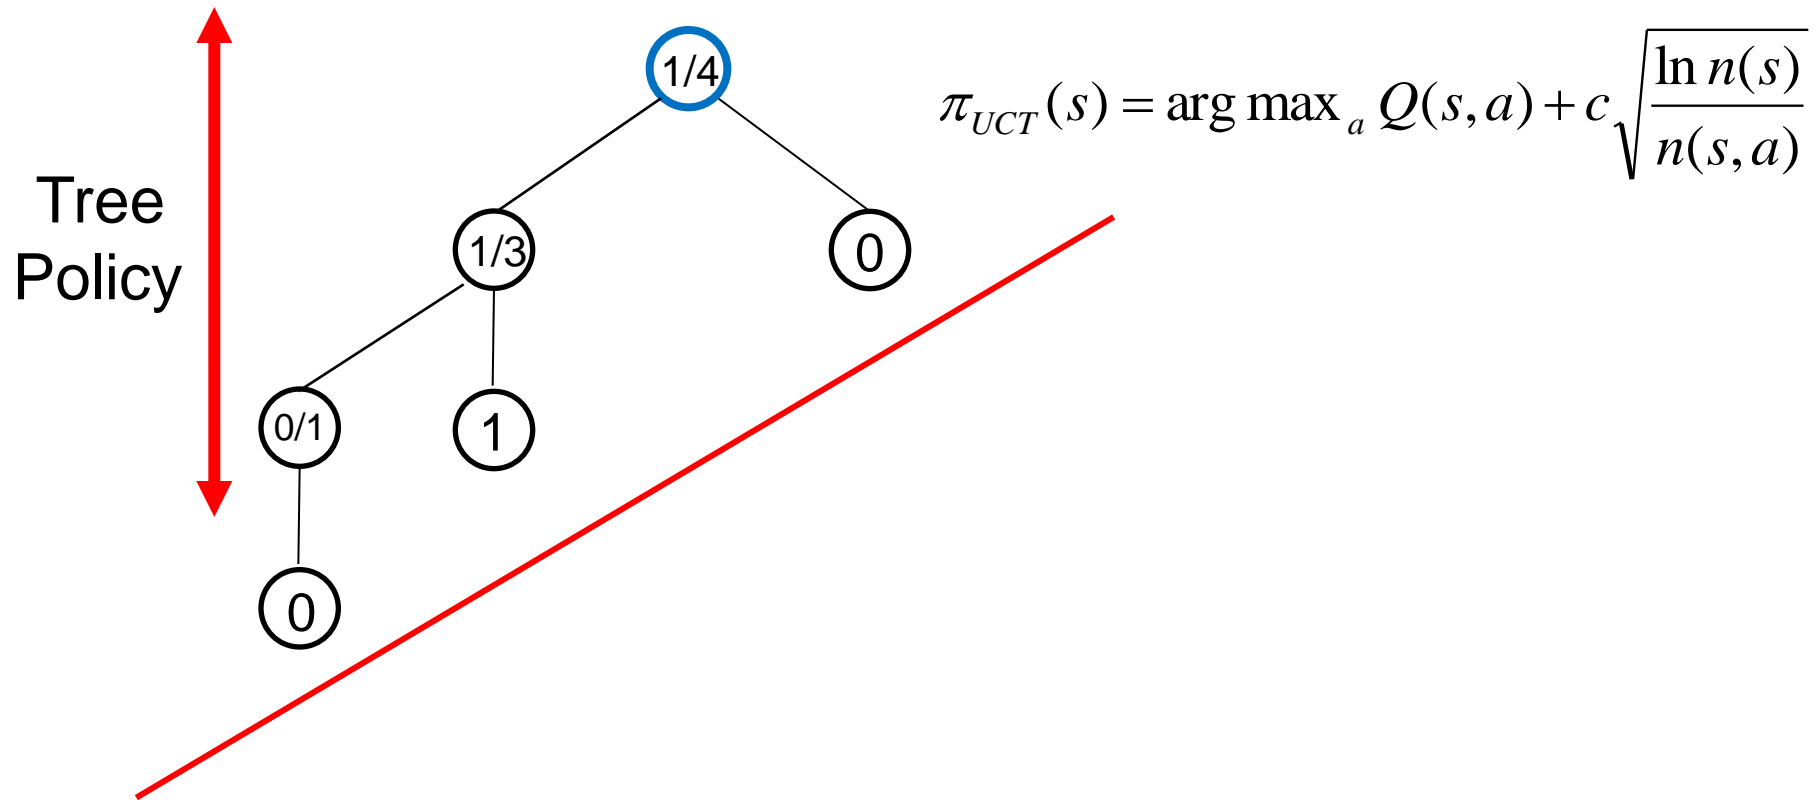 1/4
π_UCT(s) = arg max_a Q(s, a) + c √(ln n(s) / n(s, a))
Tree
Policy
1/3
0
0/1
1
0